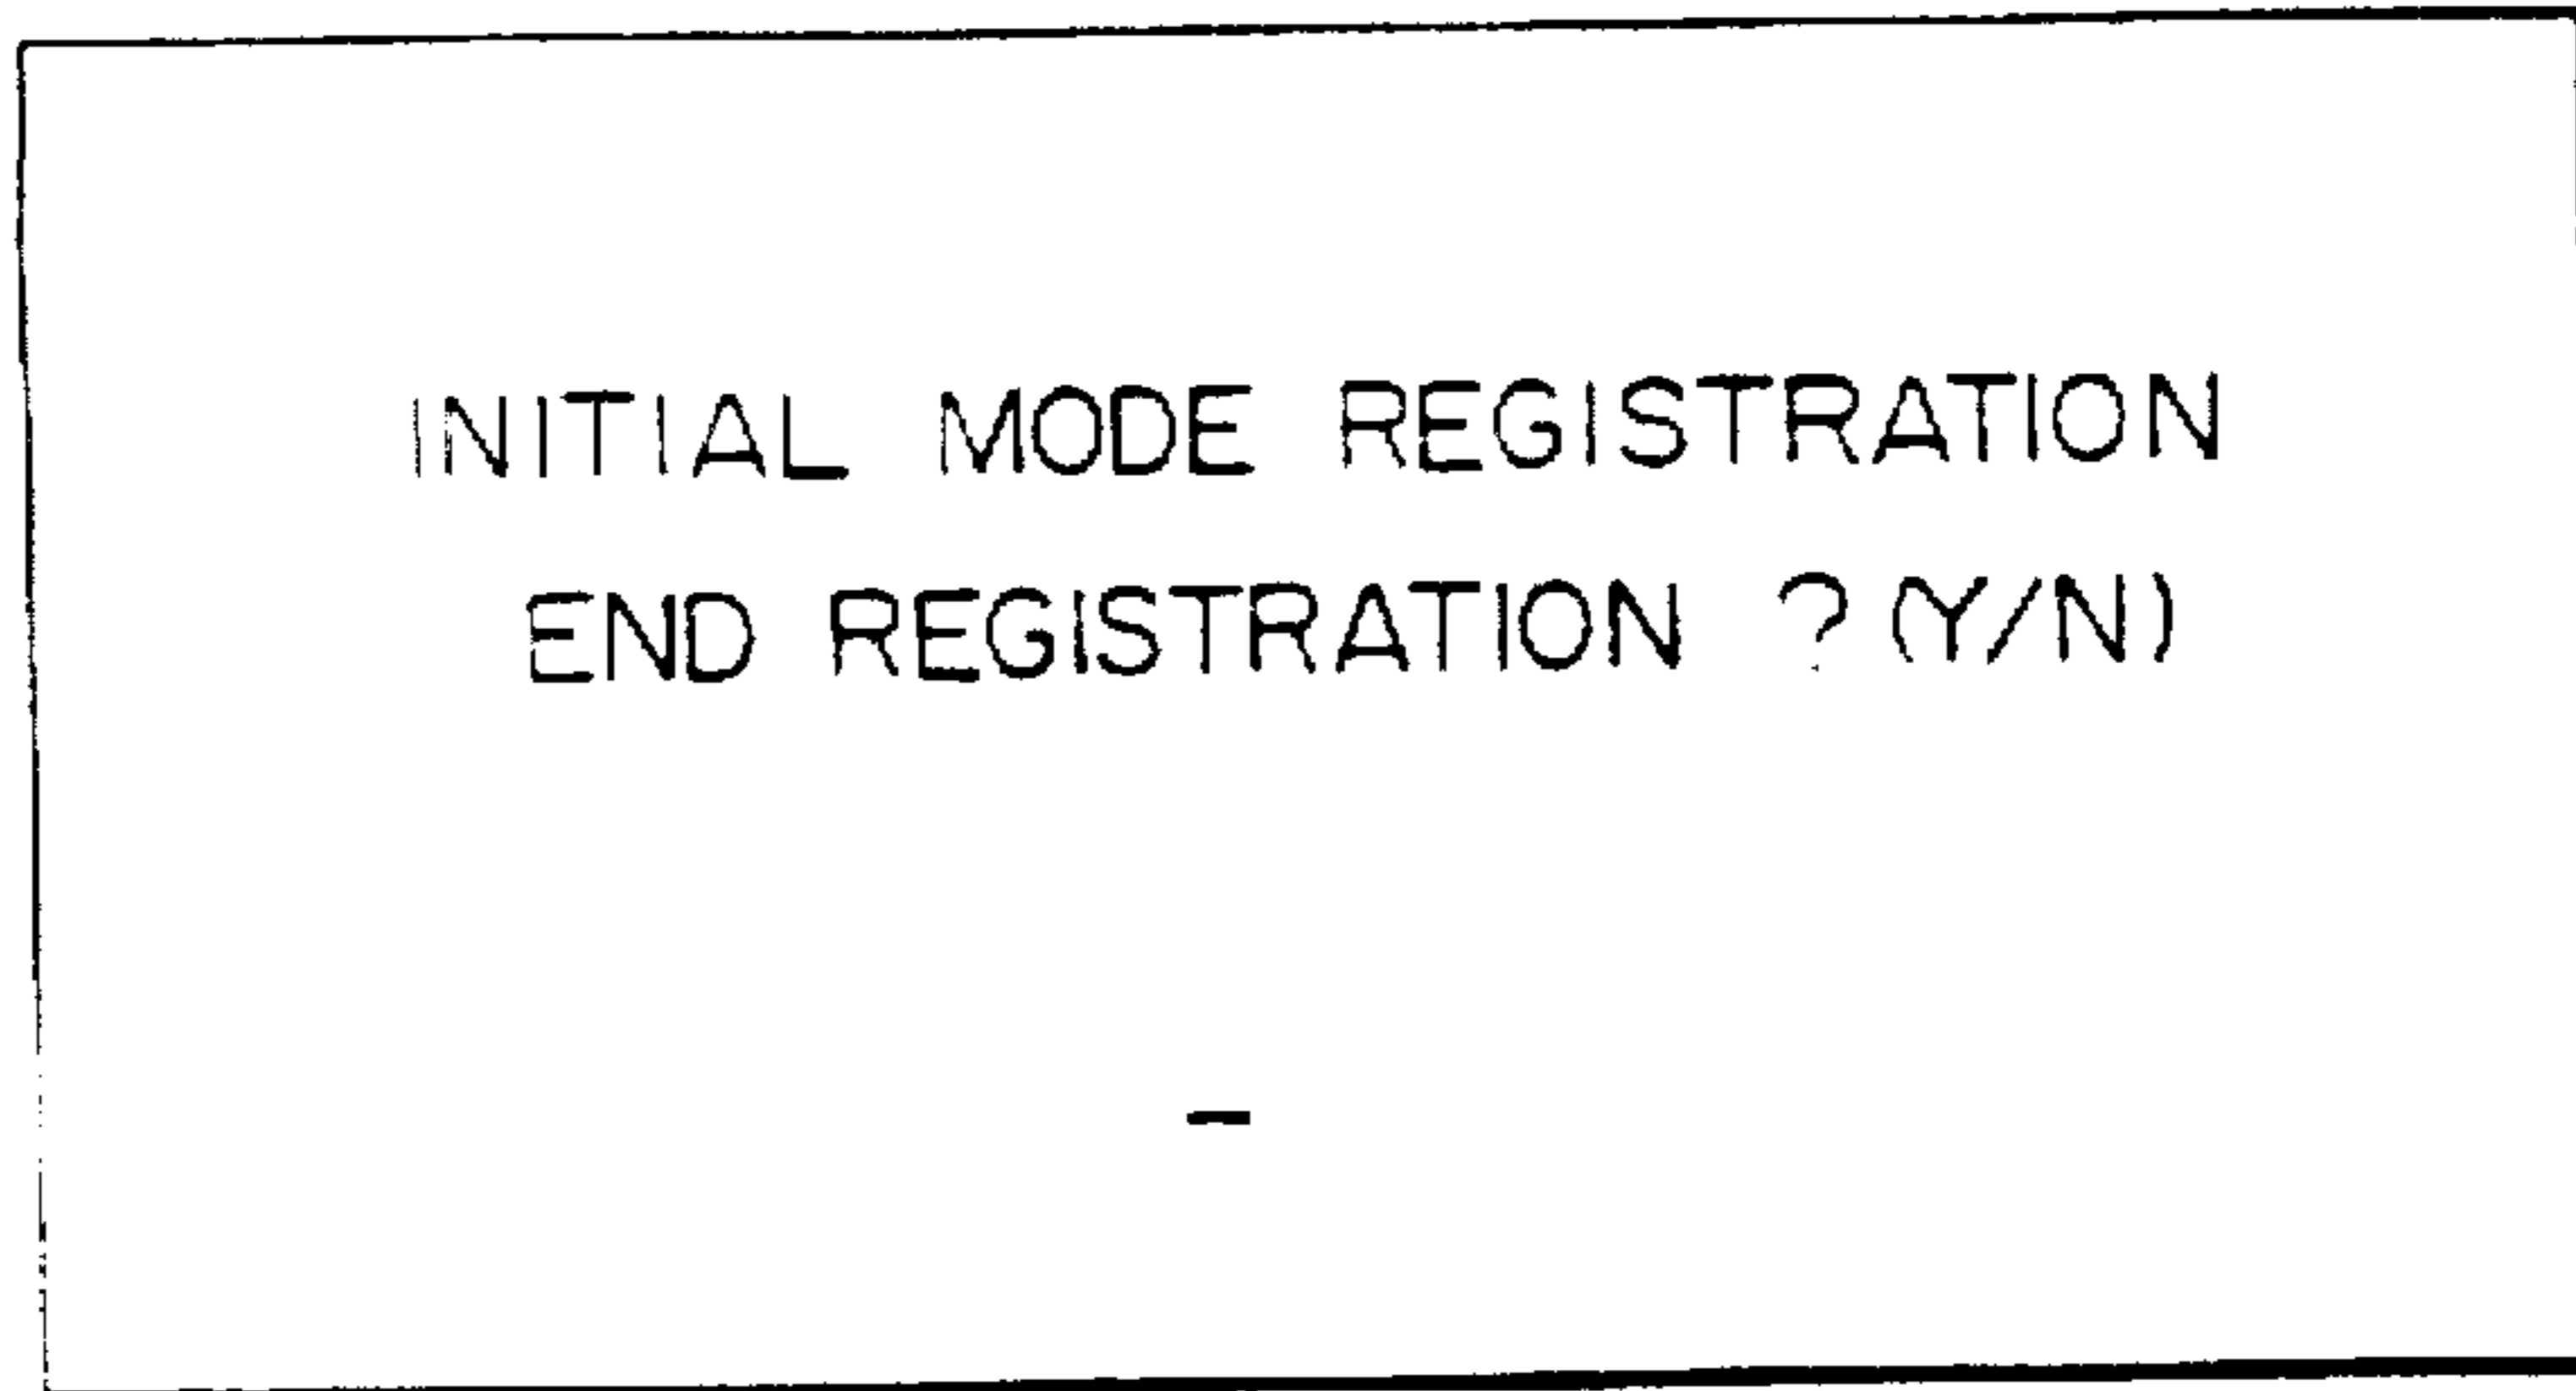 INITIAL MODE REGISTRATION
END REGISTRATION ? (Y/N)
_